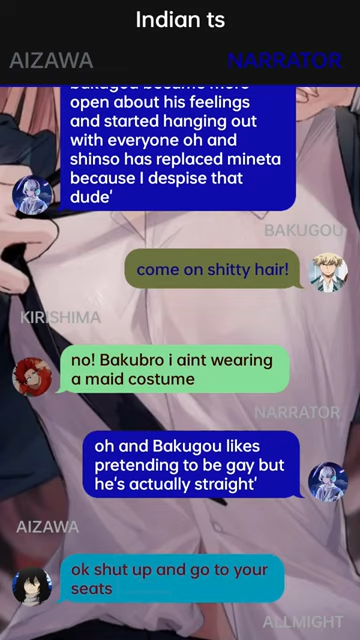 Indian ts
AIZAWA
NARRATOR
bakugou became more
open about his feelings
and started hanging out
with everyone oh and
shinso has replaced mineta
because I despise that
dude'
BAKUGOU
come on shitty hair!
KIRISHIMA
no! Bakubro i aint wearing
a maid costume
NARRATOR
oh and Bakugou likes
pretending to be gay but
he's actually straight'
AIZAWA
ok shut up and go to your
seats
ALLMIGHT